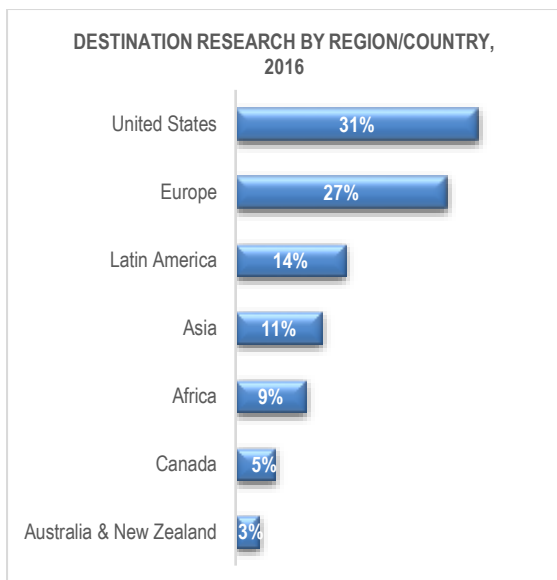 DESTINATION RESEARCH BY REGION/COUNTRY,
2016
United States 31%
Europe 27%
Latin America 14%
Asia 11%
Africa 9%
Canada 5%
Australia & New Zealand 3%